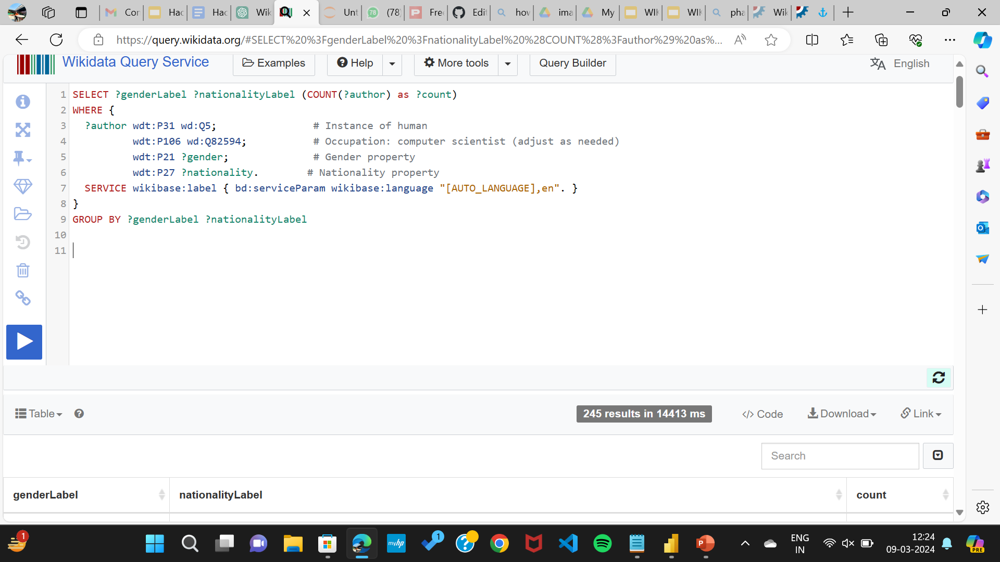 Cor
Hac
Hac
Wik
Unt
78
(78)
Free
Edit
how
ima
My
WIK
WIK
pha
Wik
https://query.wikidata.org/#SELECT%20%3FgenderLabel%20%3FnationalityLabel%20%28COUNT%28%3Fauthor%29%20as%...
Wikidata Query Service
Examples
Help
More tools
Query Builder
English
1 SELECT ?genderLabel ?nationalityLabel (COUNT(?author) as ?count)
2 WHERE {
3   ?author wdt:P31 wd:Q5;                # Instance of human
4           wdt:P106 wd:Q82594;           # Occupation: computer scientist (adjust as needed)
5           wdt:P21 ?gender;              # Gender property
6           wdt:P27 ?nationality.        # Nationality property
7   SERVICE wikibase:label { bd:serviceParam wikibase:language "[AUTO_LANGUAGE],en". }
8 }
9 GROUP BY ?genderLabel ?nationalityLabel
10
11
Table
245 results in 14413 ms
</> Code
Download
Link
Search
genderLabel
nationalityLabel
count
1
myhp
1
ENG
IN
12:24
09-03-2024
PRE